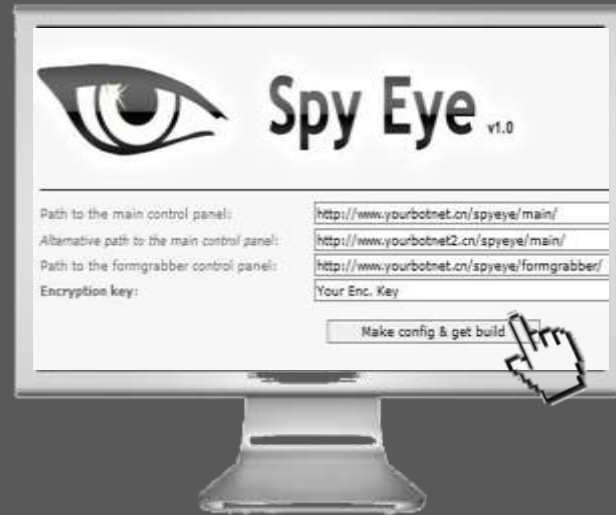 Spy Eye v1.0
Path to the main control panel: http://www.yourbotnet.cn/spyeye/main/
Alternative path to the main control panel: http://www.yourbotnet2.cn/spyeye/main/
Path to the formgrabber control panel: http://www.yourbotnet.cn/spyeye/formgrabber/
Encryption key: Your Enc. Key
Make config & get build